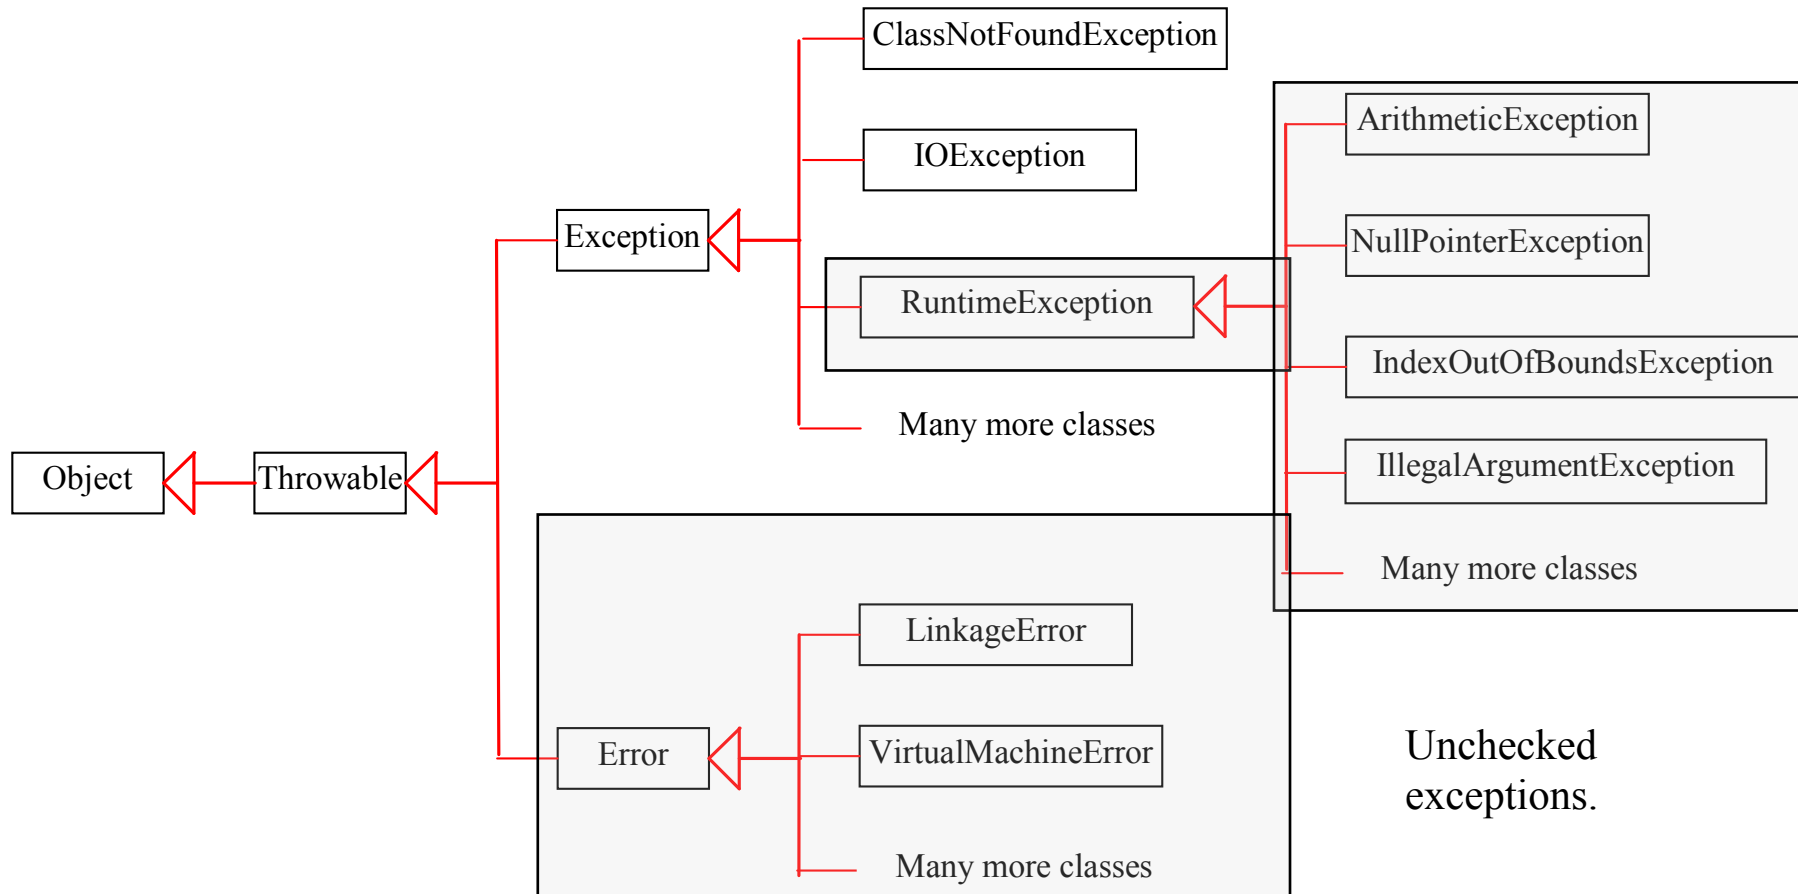 ClassNotFoundException
ArithmeticException
IOException
NullPointerException
Exception
RuntimeException
IndexOutOfBoundsException
Many more classes
IllegalArgumentException
Object
Throwable
Many more classes
LinkageError
Error
VirtualMachineError
Unchecked
exceptions.
Many more classes